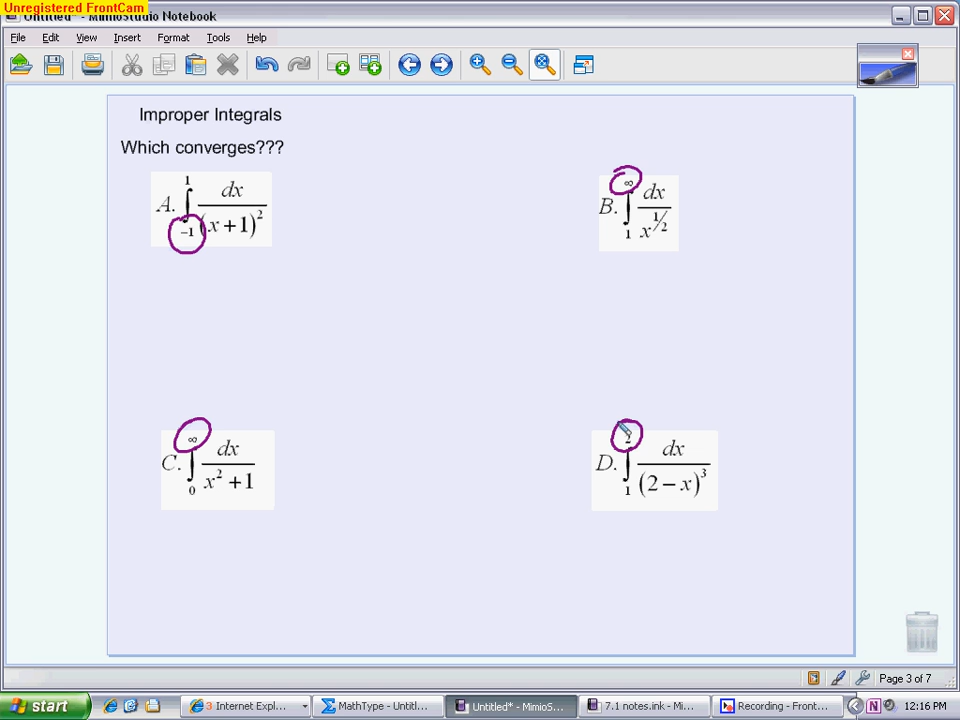 Unregistered FrontCam
Untitled* - MimioStudio Notebook
File Edit View Insert Format Tools Help
Improper Integrals
Which converges???
A. ∫_{-1}^{1} dx/(x+1)^2
B. ∫_{1}^{∞} dx/x^{1/2}
C. ∫_{0}^{∞} dx/x^2+1
D. ∫_{1}^{2} dx/(2-x)^3
Page 3 of 7
start 3 Internet Explo... MathType - Untitl... Untitled* - MimioS... 7.1 notes.ink - Mi... Recording - Front... N 12:16 PM